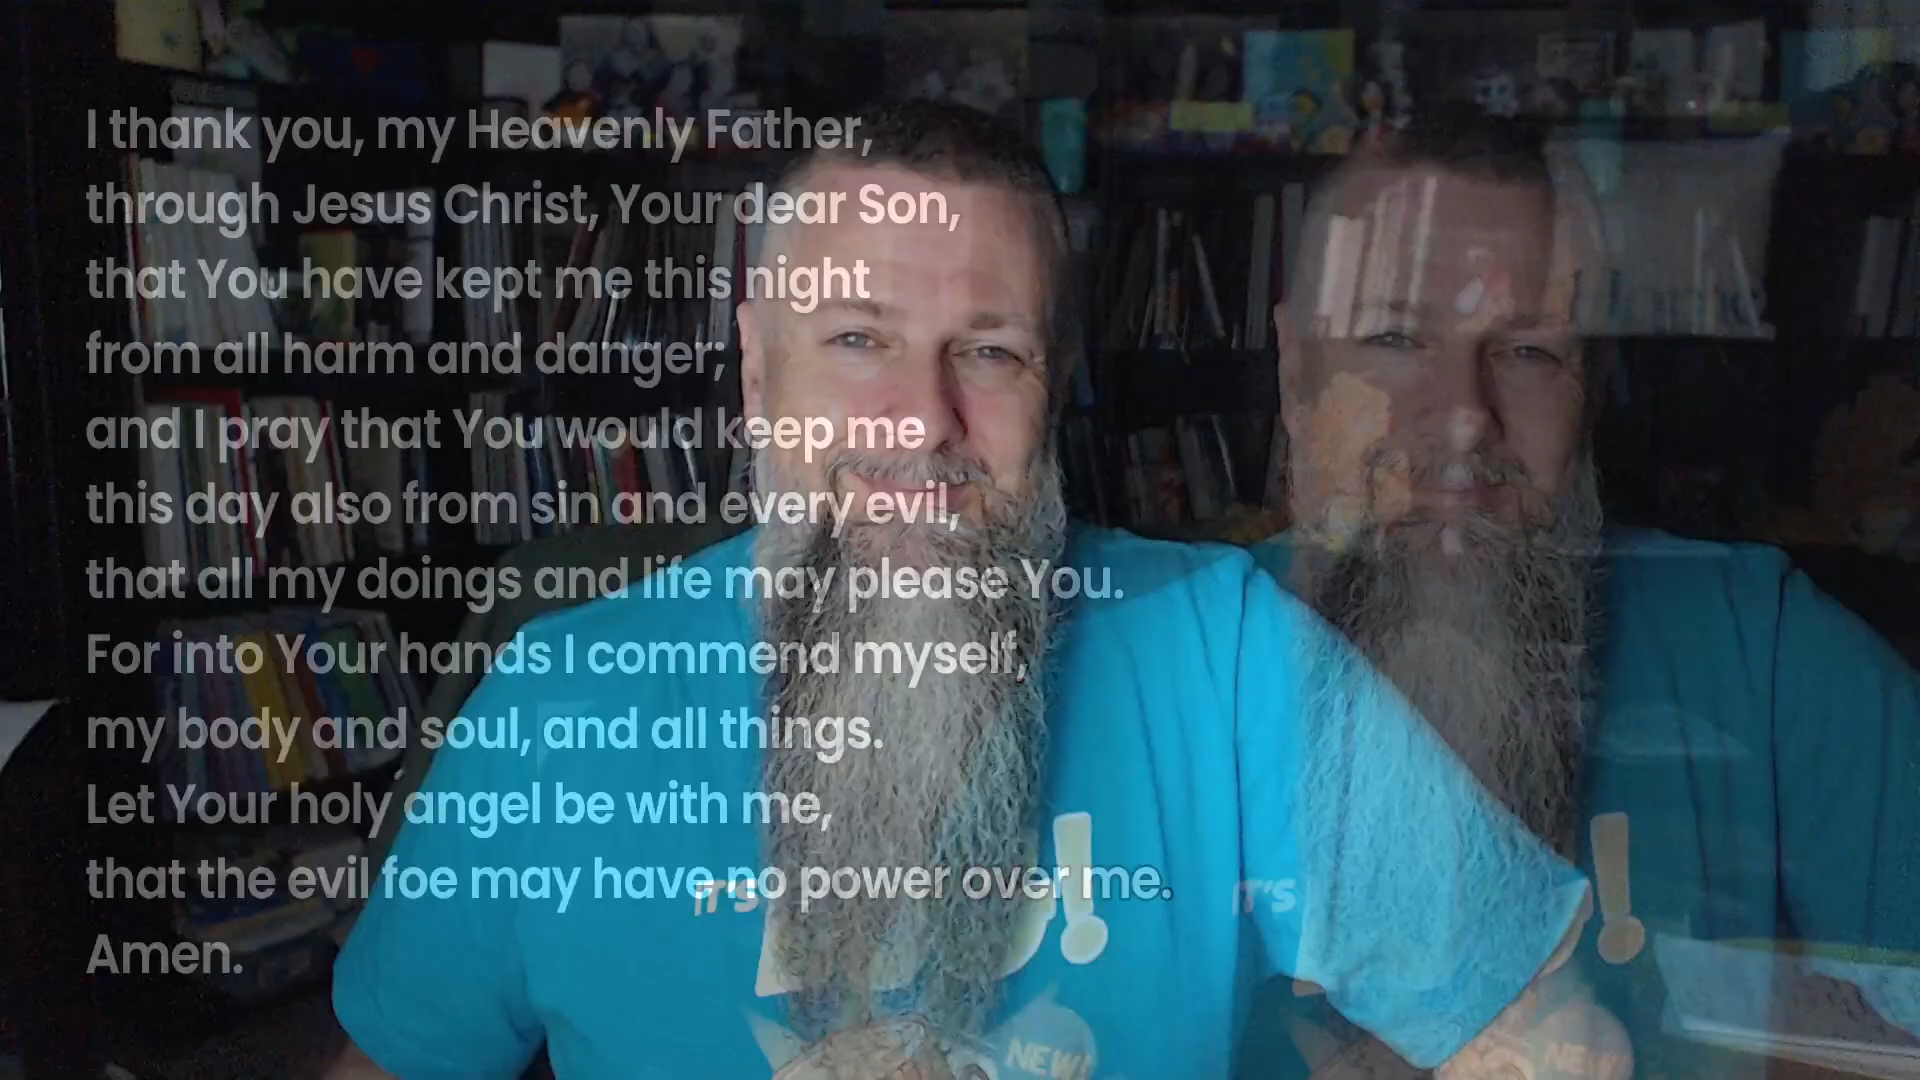 I thank you, my Heavenly Father,
through Jesus Christ, Your dear Son,
that You have kept me this night
from all harm and danger;
and I pray that You would keep me
this day also from sin and every evil,
that all my doings and life may please You.
For into Your hands I commend myself,
my body and soul, and all things.
Let Your holy angel be with me,
that the evil foe may have no power over me.
Amen.
IT'S
!
NEW!
IT'S
!
NEW!